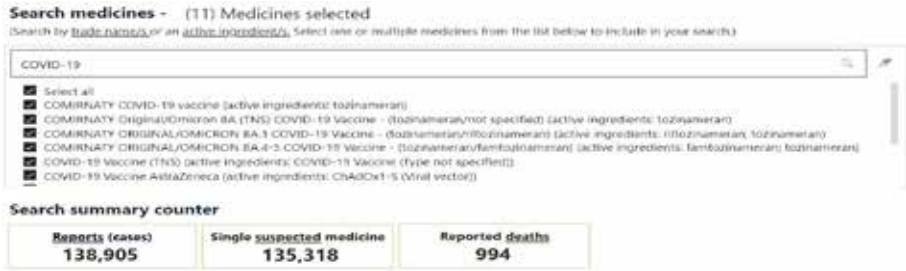 Search medicines - (11) Medicines selected
(Search by trade name/s or an active ingredient/s. Select one or multiple medicines from the list below to include in your search.)
COVID-19
Select all
COMIRNATY COVID-19 vaccine (active ingredients: tozinameran)
COMIRNATY Original/Omicron BA (TNS) COVID-19 Vaccine - (tozinameran/not specified) (active ingredients: tozinameran)
COMIRNATY ORIGINAL/OMICRON BA.1 COVID-19 Vaccine - (tozinameran/riltozinameran) (active ingredients: riltozinameran; tozinameran)
COMIRNATY ORIGINAL/OMICRON BA.4-5 COVID-19 Vaccine - (tozinameran/famtozinameran) (active ingredients: famtozinameran; tozinameran)
COVID-19 Vaccine (TNS) (active ingredients: COVID-19 Vaccine (type not specified))
COVID-19 Vaccine AstraZeneca (active ingredients: ChAdOx1-S (Viral vector))
Search summary counter
Reports (cases) Single suspected medicine Reported deaths
138,905 135,318 994